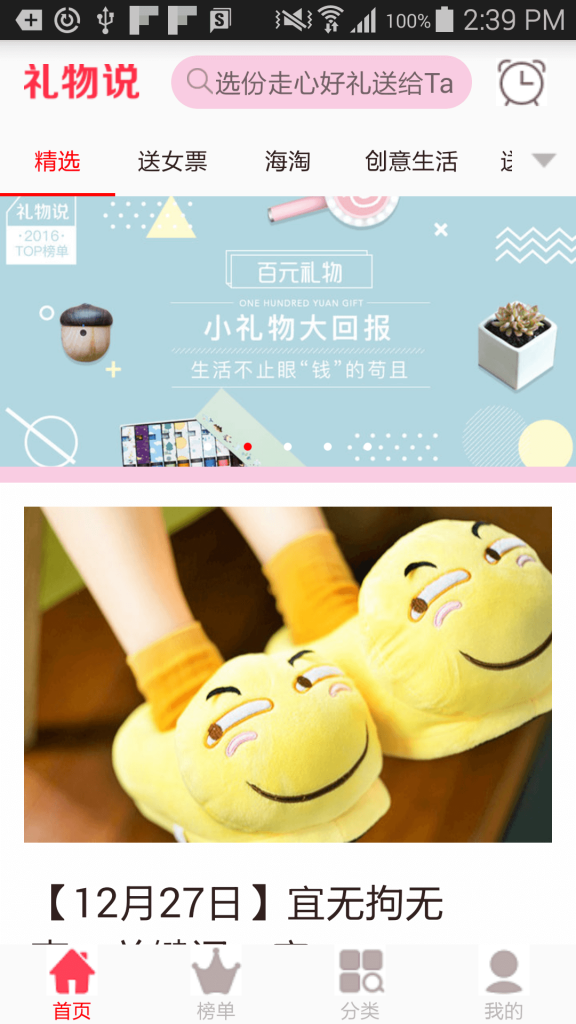 100% 2:39 PM
礼物说 选份走心好礼送给Ta
精选 送女票 海淘 创意生活
礼物说
·2016·
TOP榜单
百元礼物
ONE HUNDRED YUAN GIFT
小礼物大回报
生活不止眼“钱”的苟且
【12月27日】宜无拘无
首页 榜单 分类 我的